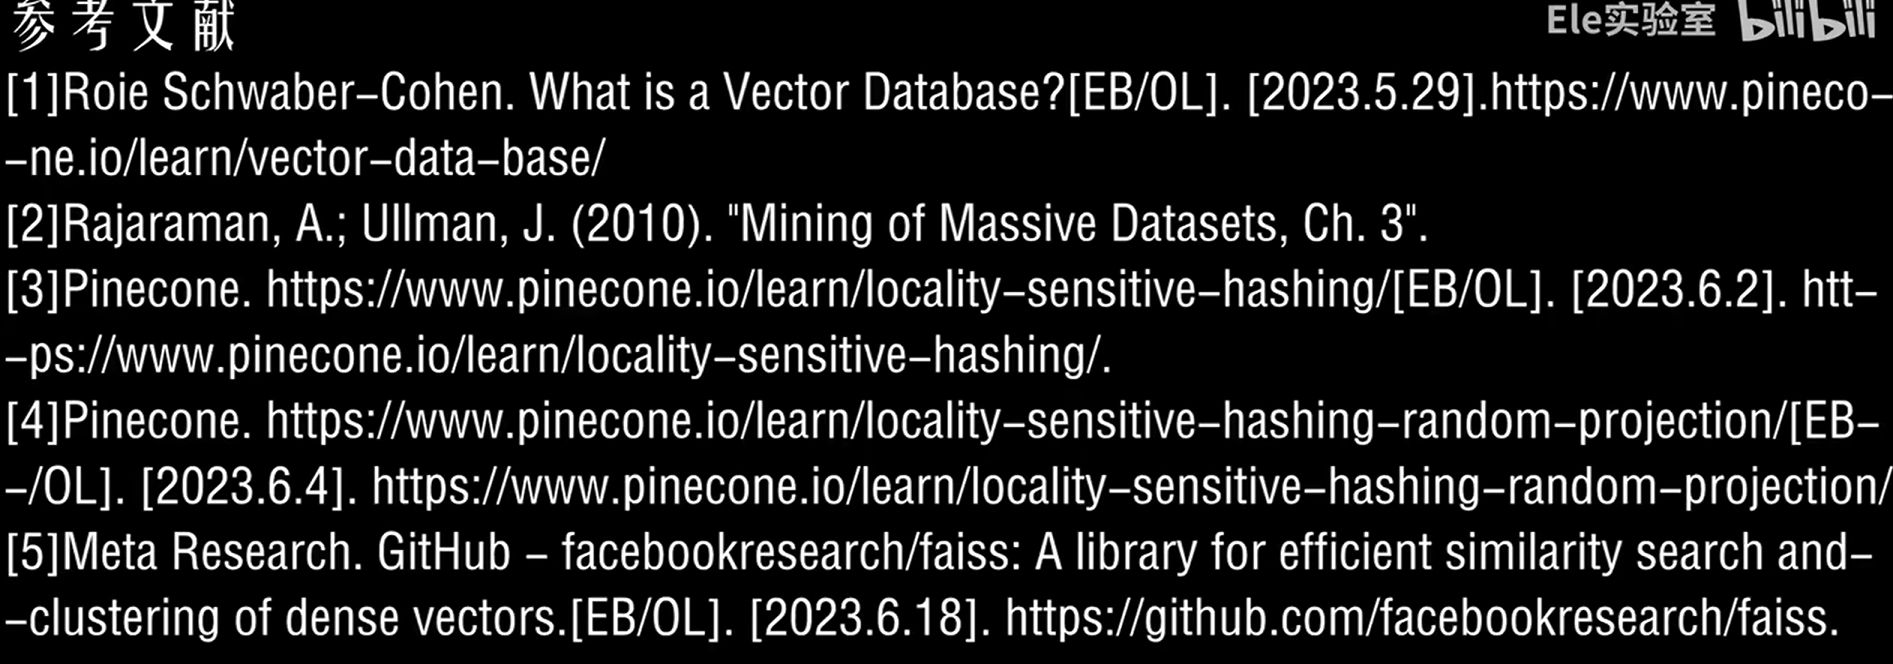 参考文献
Ele实验室 bilibili
[1]Roie Schwaber-Cohen. What is a Vector Database?[EB/OL]. [2023.5.29].https://www.pineco-
-ne.io/learn/vector-data-base/
[2]Rajaraman, A.; Ullman, J. (2010). "Mining of Massive Datasets, Ch. 3".
[3]Pinecone. https://www.pinecone.io/learn/locality-sensitive-hashing/[EB/OL]. [2023.6.2]. htt-
-ps://www.pinecone.io/learn/locality-sensitive-hashing/.
[4]Pinecone. https://www.pinecone.io/learn/locality-sensitive-hashing-random-projection/[EB-
-/OL]. [2023.6.4]. https://www.pinecone.io/learn/locality-sensitive-hashing-random-projection/
[5]Meta Research. GitHub - facebookresearch/faiss: A library for efficient similarity search and-
-clustering of dense vectors.[EB/OL]. [2023.6.18]. https://github.com/facebookresearch/faiss.